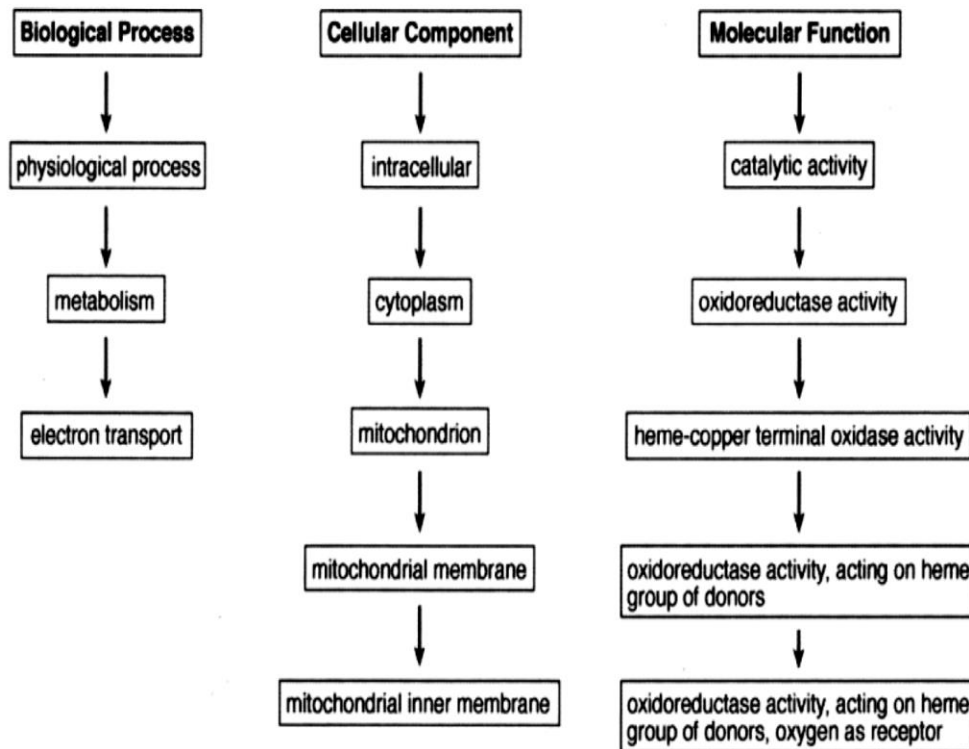 Biological Process
physiological process
metabolism
electron transport
Cellular Component
intracellular
cytoplasm
mitochondrion
mitochondrial membrane
mitochondrial inner membrane
Molecular Function
catalytic activity
oxidoreductase activity
heme-copper terminal oxidase activity
oxidoreductase activity, acting on heme
group of donors
oxidoreductase activity, acting on heme
group of donors, oxygen as receptor